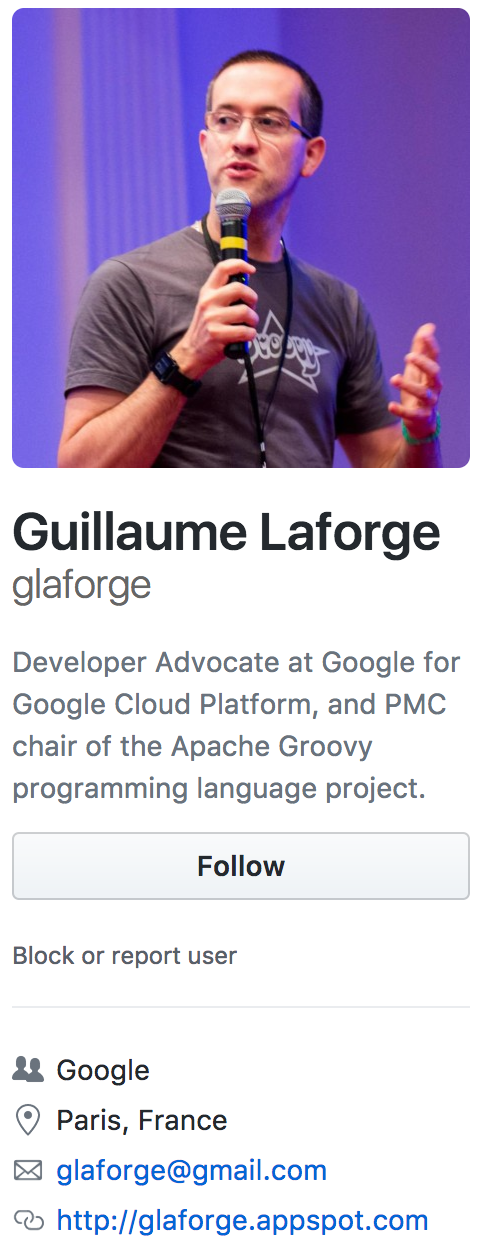 Groovy
Guillaume Laforge
glaforge
Developer Advocate at Google for
Google Cloud Platform, and PMC
chair of the Apache Groovy
programming language project.
Follow
Block or report user
Google
Paris, France
glaforge@gmail.com
http://glaforge.appspot.com